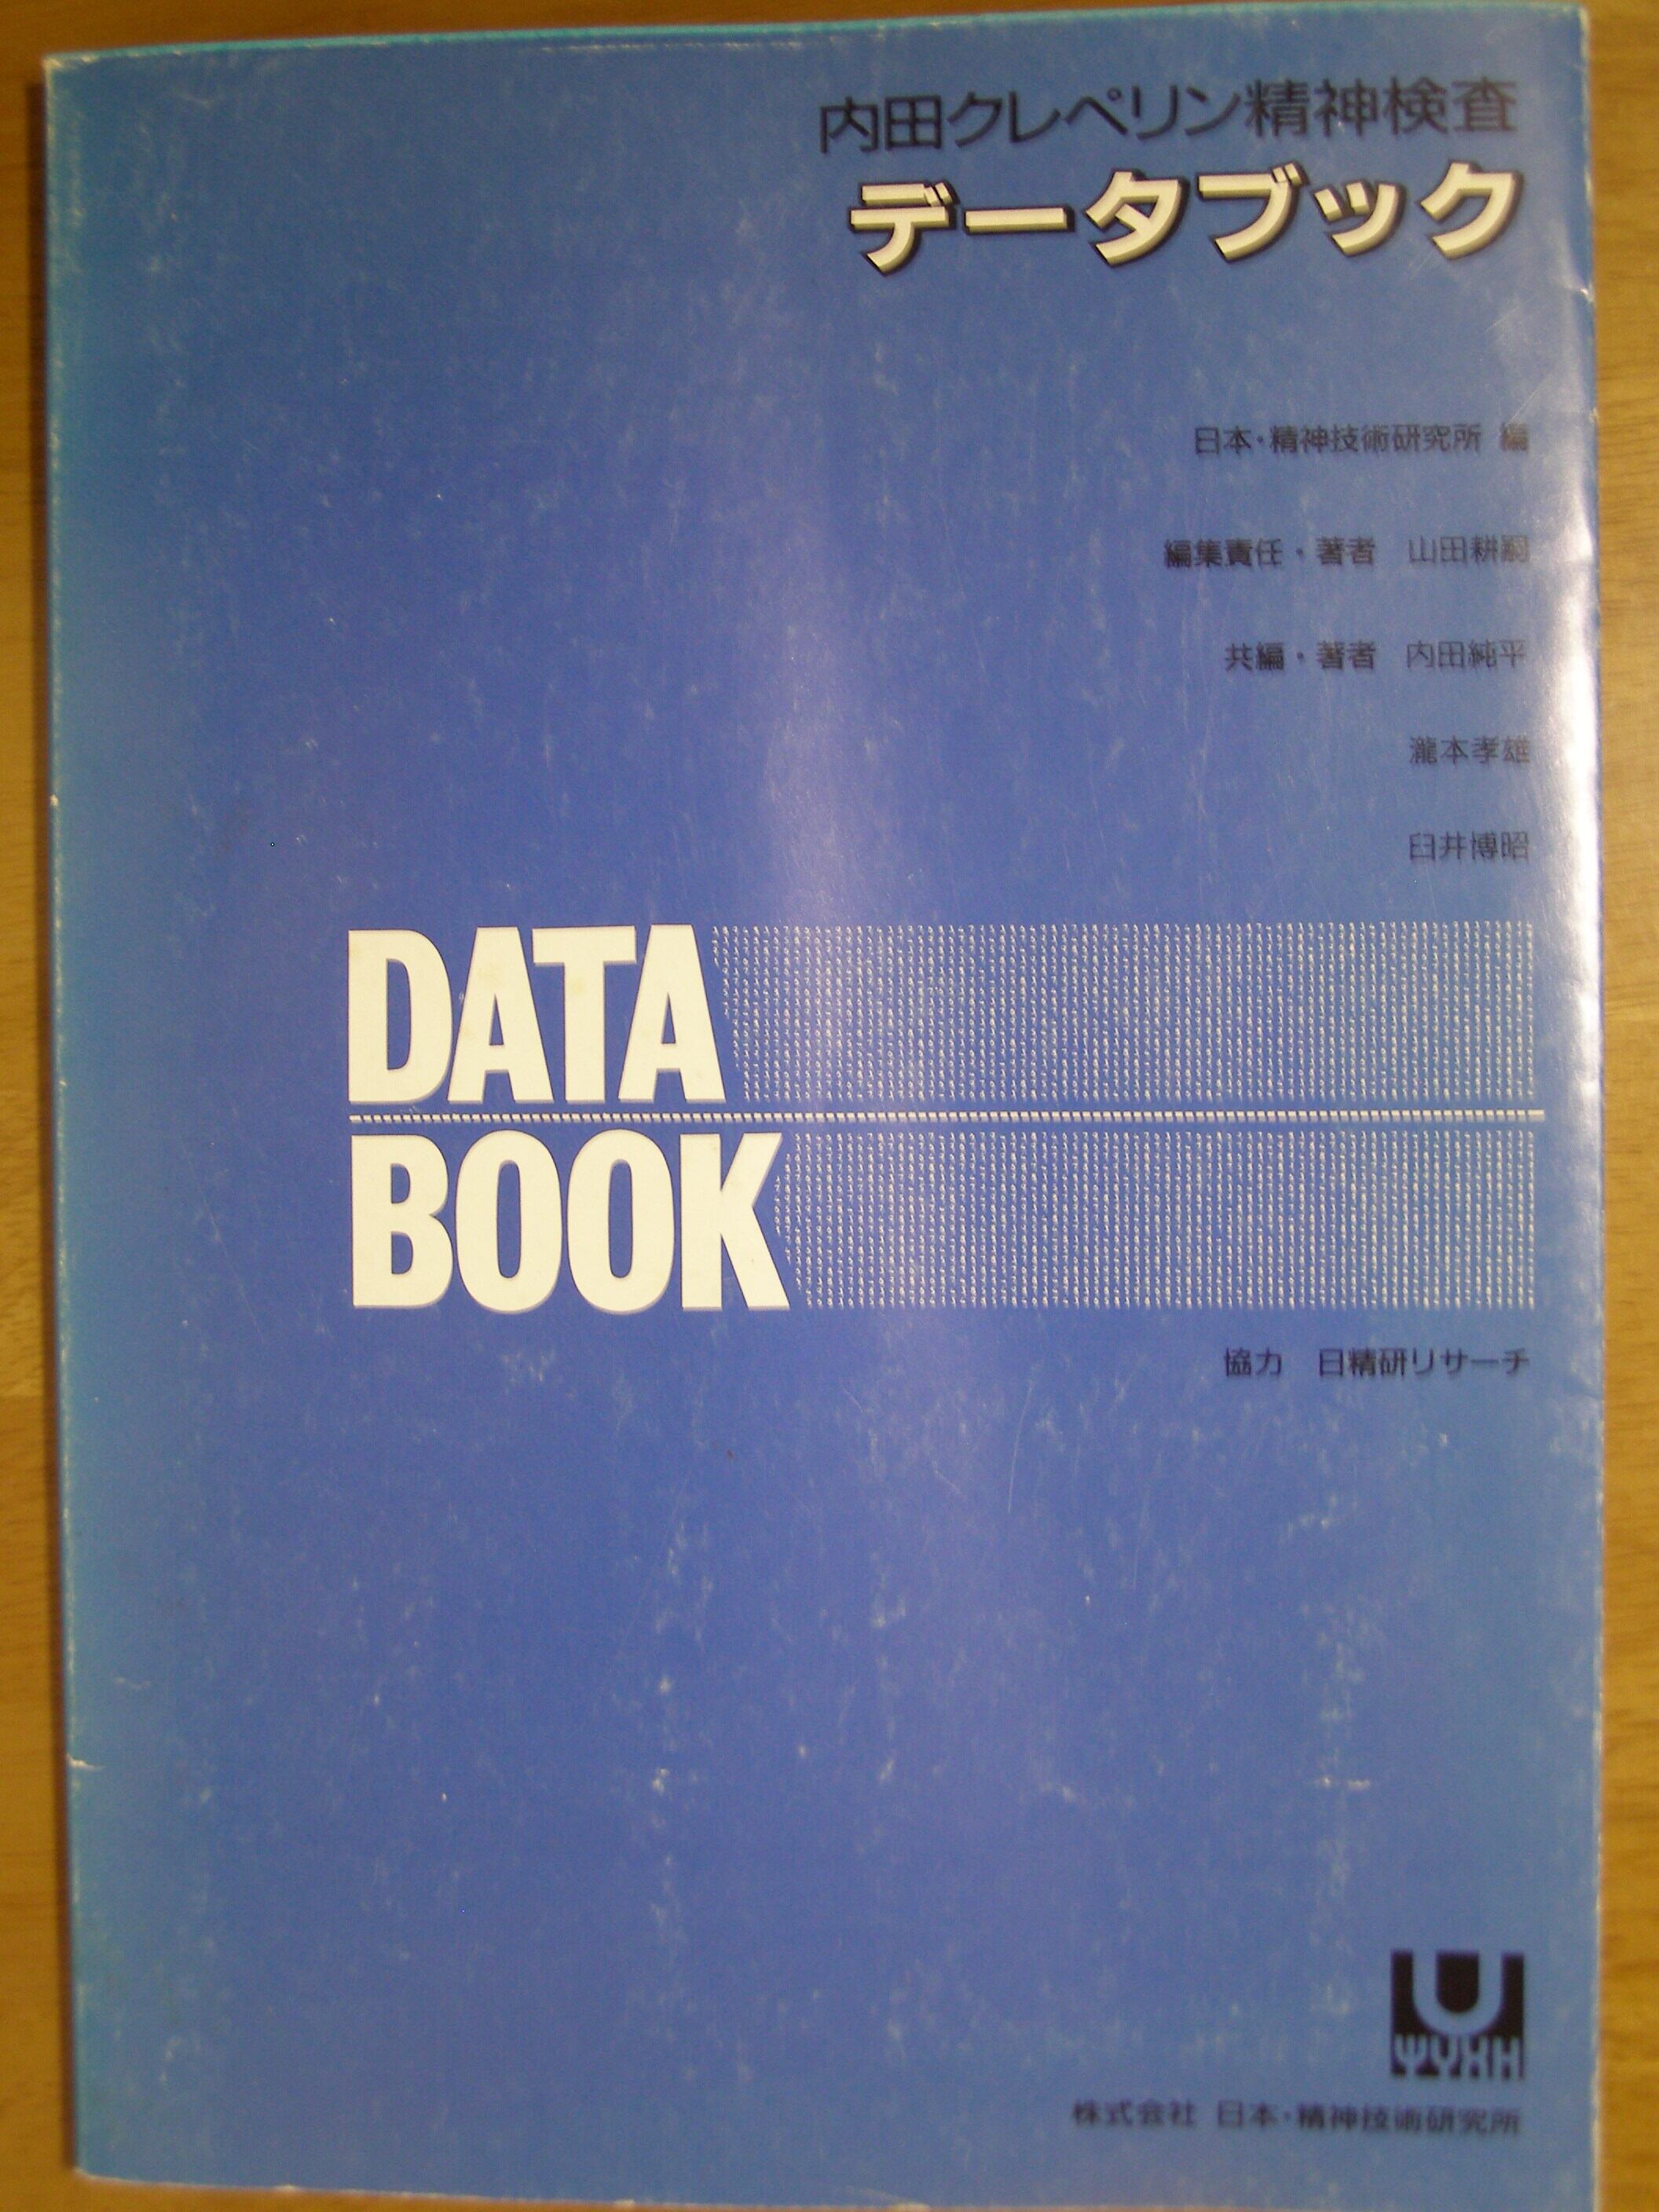 内田クレペリン精神検査
データブック
日本・精神技術研究所 編
編集責任・著者 山田耕嗣
共編・著者 内田純平
瀧本孝雄
臼井博昭
DATA
BOOK
協力 日精研リサーチ
U
ΨΥΧΗ
株式会社 日本・精神技術研究所